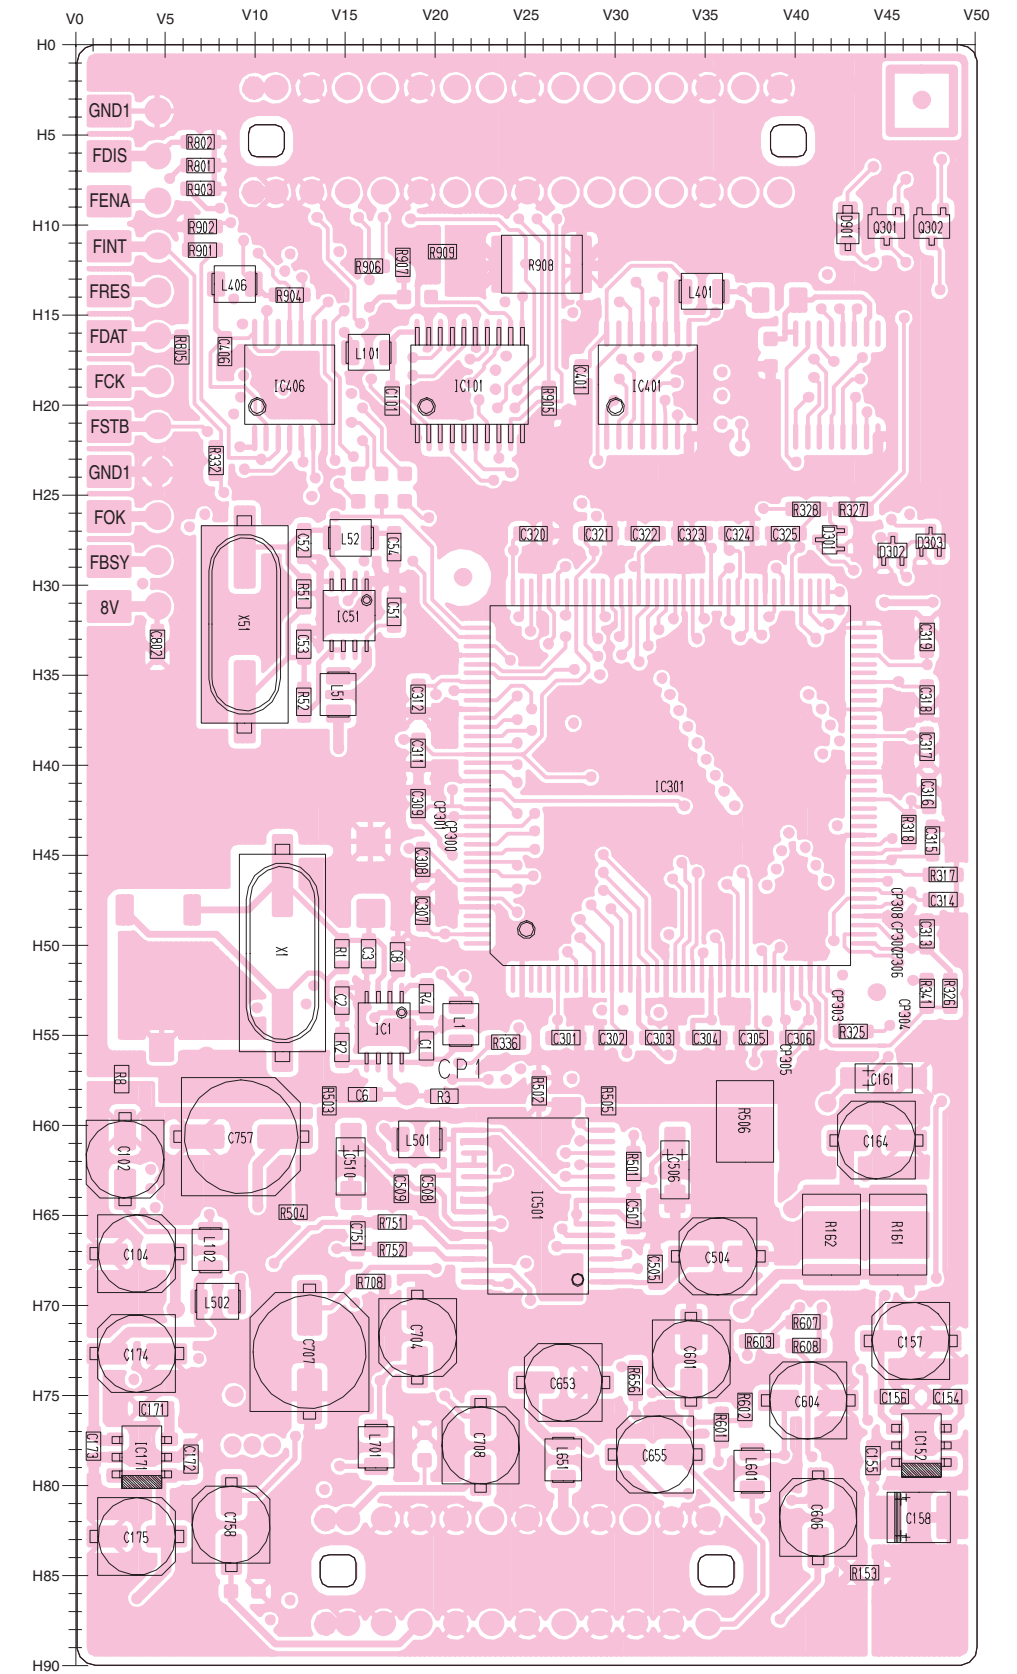 V0 V5 V10 V15 V20 V25 V30 V35 V40 V45 V50
H0
GND1
H5
R802
FDIS
R801
R903
FENA
H10
R902 D901 Q301 Q302
FINT
R901 R906 R907 R909 R908
FRES
L406 R904 L401
H15
FDAT
R805 C406 L101
FCK
IC406 C101 IC101 R905 C401 IC401
H20
FSTB
R332
GND1
H25
FOK
R328 R327
C52 L52 C54 C320 C321 C322 C323 C324 C325 D301 D302 D303
FBSY
H30
R51
8V
X51 IC51 C51
C802 C53 C319
H35
R52 L51 C312 C318
C311 C317
H40
IC301
C309 CP301 CP300 C316
R318 C315
H45
C308 R317
C307 CP308 C314
CP307 C313
H50
X1 R1 C3 C8 CP306
C2 R4 R341 R326
IC1 L1 CP303 CP304
H55
R2 C1 R336 C301 C302 C303 C304 C305 C306 R325
CP1 CP305
R8 C161
R503 C6 R3 R502 R505 R506
H60
C102 C757 L501 C164
C510 R501 C506
C509 C508 IC501
H65
R504 R751 C507
C104 L102 C751 R752 C504 R162 R161
R708 C505
H70
L502
R607
C174 C707 C704 C601 R603 R608 C157
C653 R656
H75
C171 R602 C604 C156 C154
R601
C173 IC171 C172 L701 C708 L651 C655 L601 C155 IC152
H80
C175 C758 C606 C158
H85
R153
H90